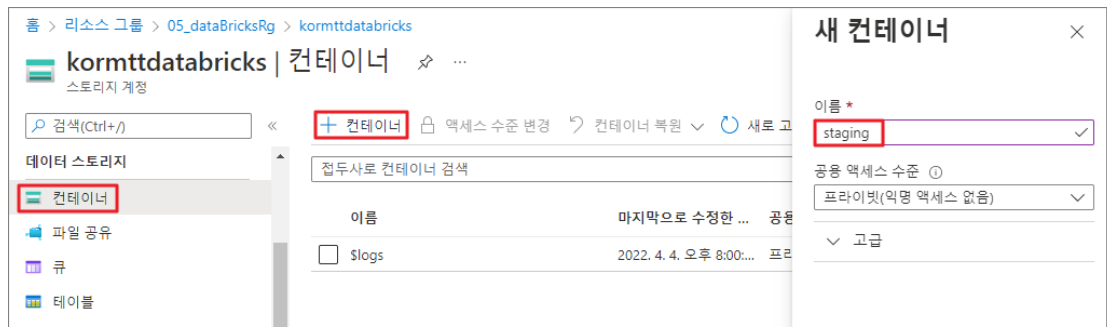 홈 > 리소스 그룹 > 05_dataBricksRg > kormttdatabricks
kormttdatabricks | 컨테이너 ...
스토리지 계정
검색(Ctrl+/)
«
데이터 스토리지
컨테이너
파일 공유
큐
테이블
+ 컨테이너 액세스 수준 변경 컨테이너 복원 새로 고
접두사로 컨테이너 검색
이름 마지막으로 수정한 ... 공용
$logs 2022. 4. 4. 오후 8:00:... 프라
새 컨테이너
이름 *
staging
공용 액세스 수준
프라이빗(익명 액세스 없음)
고급